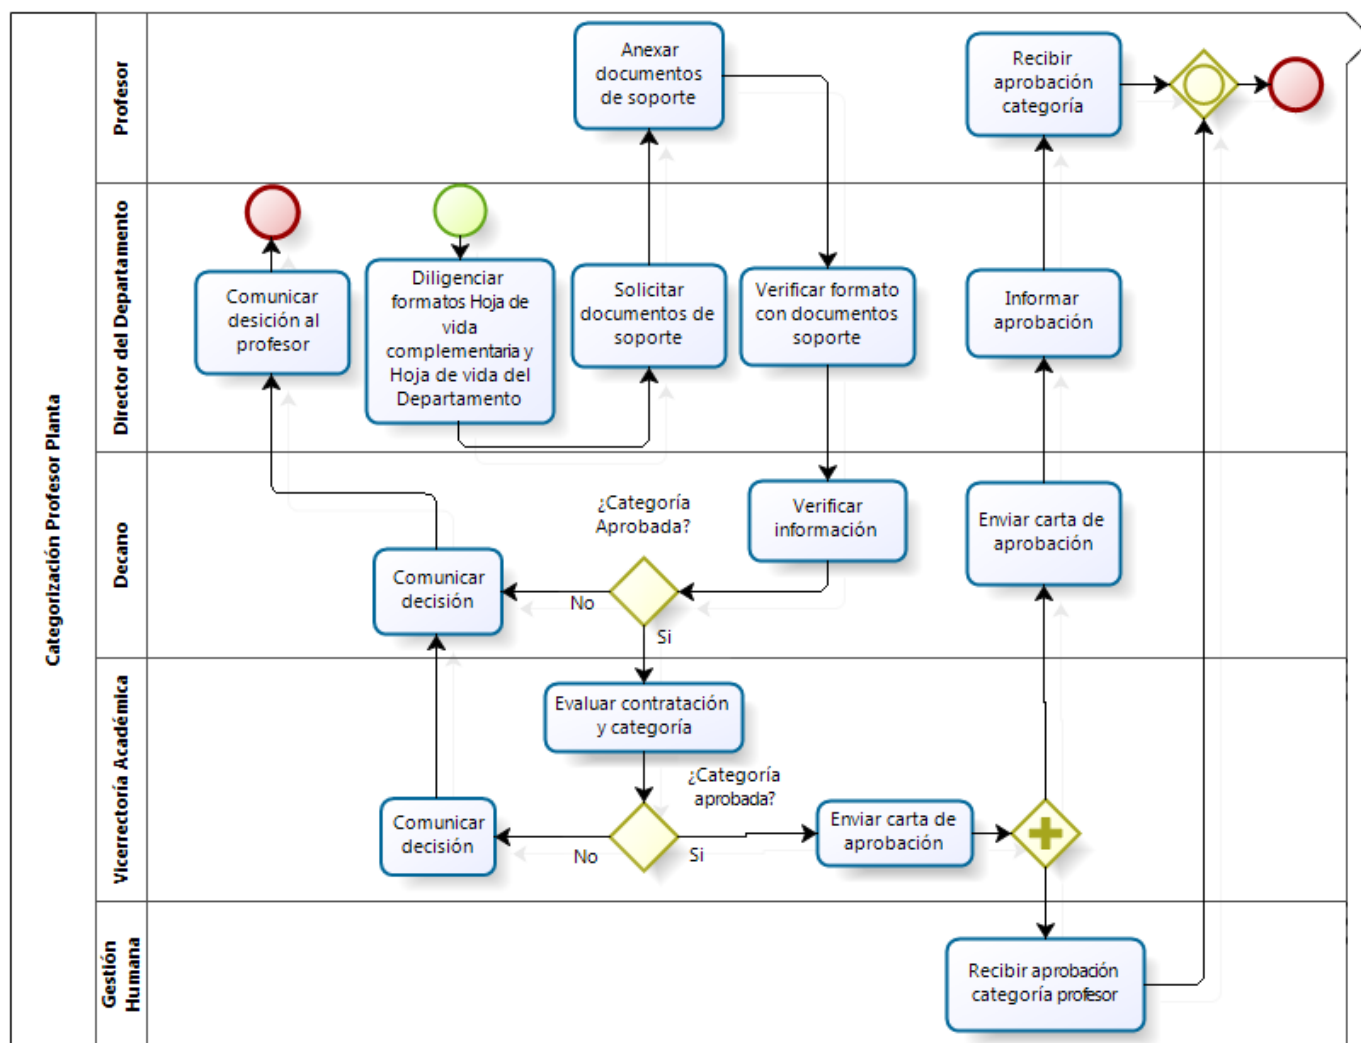 Categorización Profesor Planta
Profesor
Anexar
documentos
de soporte
Recibir
aprobación
categoría
Director del Departamento
Comunicar
desición al
profesor
Diligenciar
formatos Hoja de
vida
complementaria y
Hoja de vida del
Departamento
Solicitar
documentos de
soporte
Verificar formato
con documentos
soporte
Informar
aprobación
Decano
¿Categoría
Aprobada?
Verificar
información
Enviar carta de
aprobación
Comunicar
decisión
No
Si
Vicerrectoría Académica
Evaluar contratación
y categoría
¿Categoría
aprobada?
Comunicar
decisión
No
Si
Enviar carta de
aprobación
Gestión
Humana
Recibir aprobación
categoría profesor